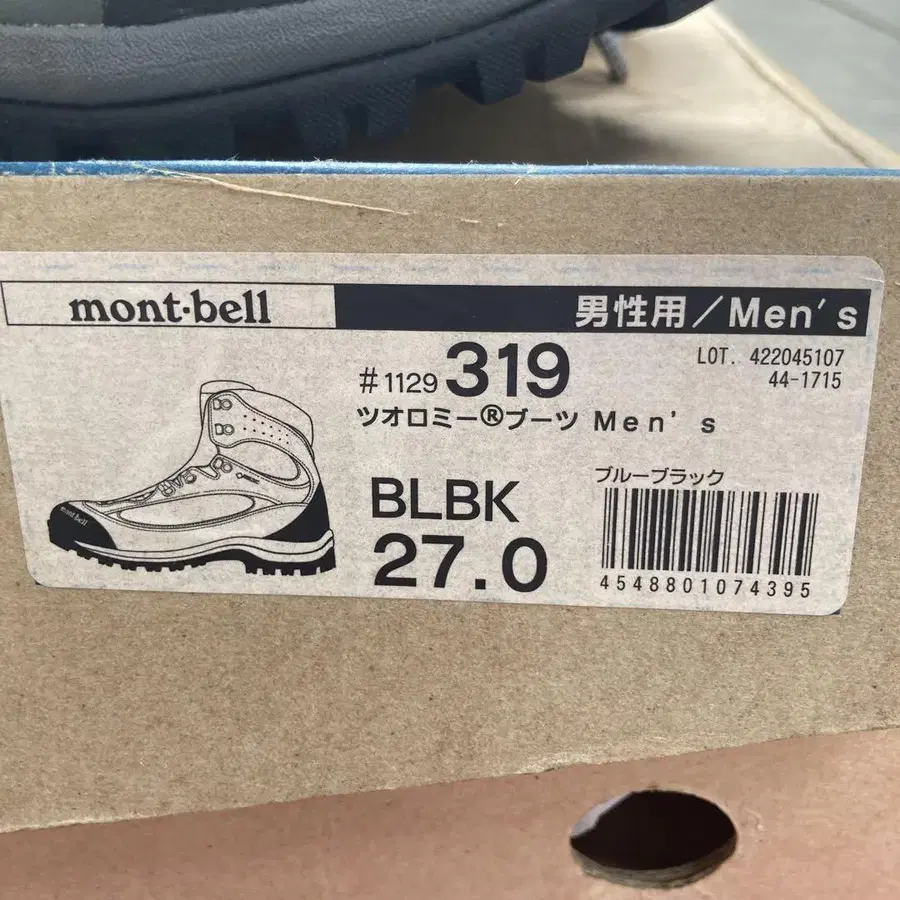 mont·bell
男性用／Men's
LOT. 422045107
44-1715
#1129 319
ツオロミー®ブーツ Men's
mont·bell
BLBK
27.0
ブルーブラック
4548801074395